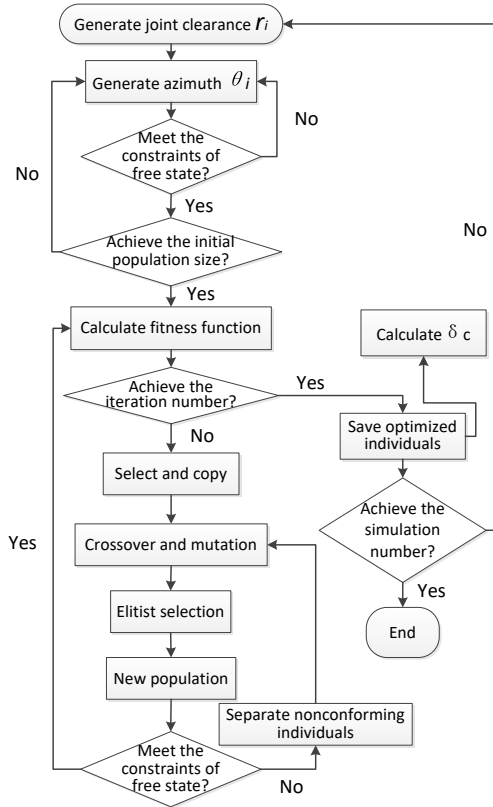 Generate joint clearance ri
Generate azimuth θi
No
Meet the
constraints of
free state?
No
Yes
No
Achieve the initial
population size?
Yes
Calculate fitness function
Calculate δ c
Achieve the
iteration number?
Yes
Save optimized
individuals
No
Select and copy
Achieve the
simulation
number?
Yes
Crossover and mutation
Yes
Elitist selection
End
New population
Separate nonconforming
individuals
Meet the
constraints of
free state?
No